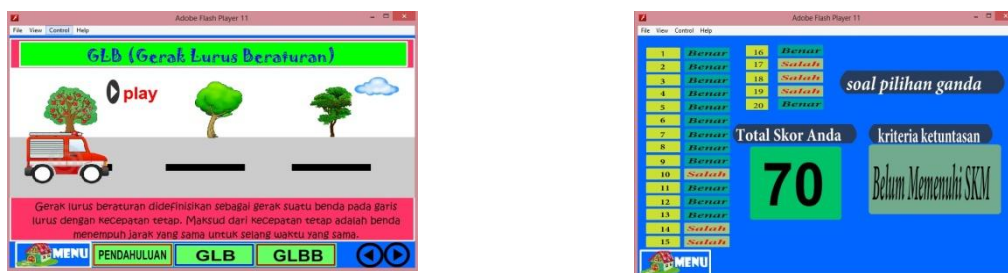 Adobe Flash Player 11
File View Control Help
GLB (Gerak Lurus Beraturan)
play
Gerak lurus beraturan didefinisikan sebagai gerak suatu benda pada garis
lurus dengan kecepatan tetap. Maksud dari kecepatan tetap adalah benda
menempuh jarak yang sama untuk selang waktu yang sama.
MENU PENDAHULUAN GLB GLBB
Adobe Flash Player 11
File View Control Help
1 Benar
2 Benar
3 Benar
4 Benar
5 Benar
6 Benar
7 Benar
8 Benar
9 Benar
10 Salah
11 Benar
12 Benar
13 Benar
14 Salah
15 Salah
16 Benar
17 Salah
18 Salah
19 Salah
20 Benar
soal pilihan ganda
Total Skor Anda
70
kriteria ketuntasan
Belum Memenuhi SKM
MENU